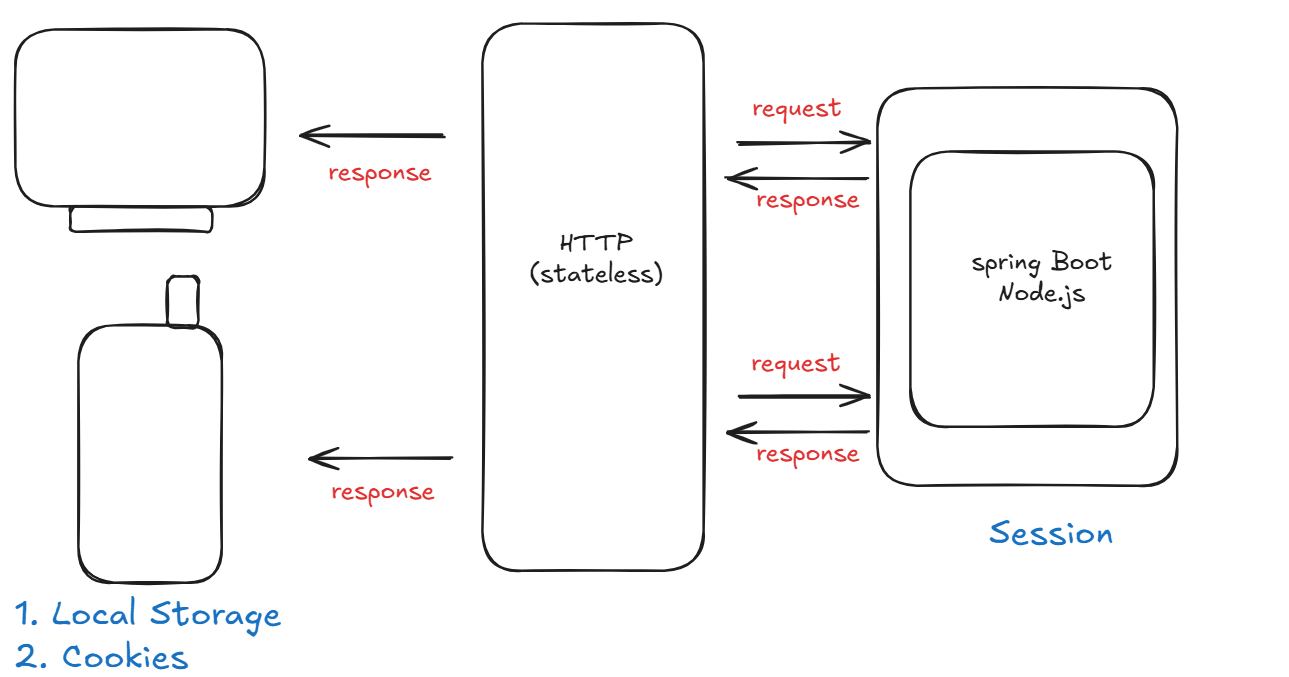 request
response
response
HTTP
(stateless)
spring Boot
Node.js
request
response
response
Session
1. Local Storage
2. Cookies